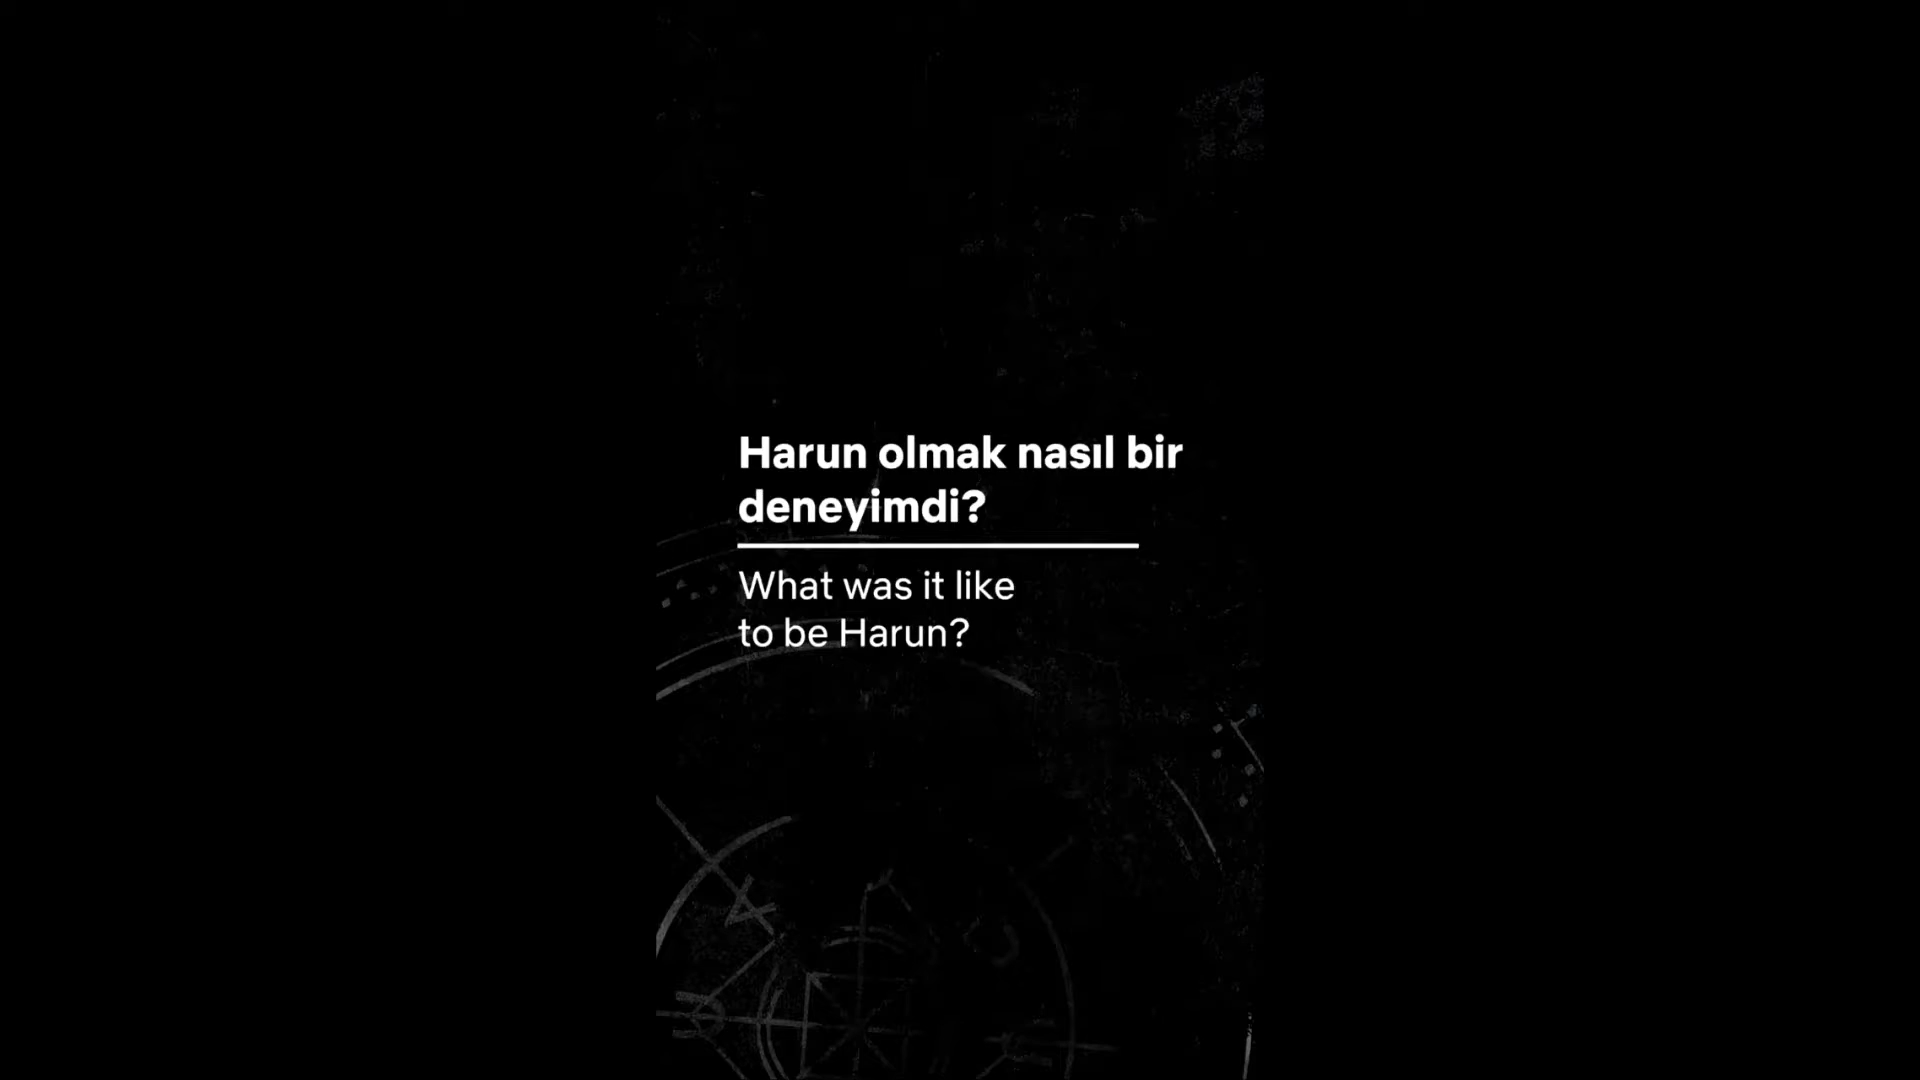 Harun olmak nasıl bir
deneyimdi?
What was it like
to be Harun?